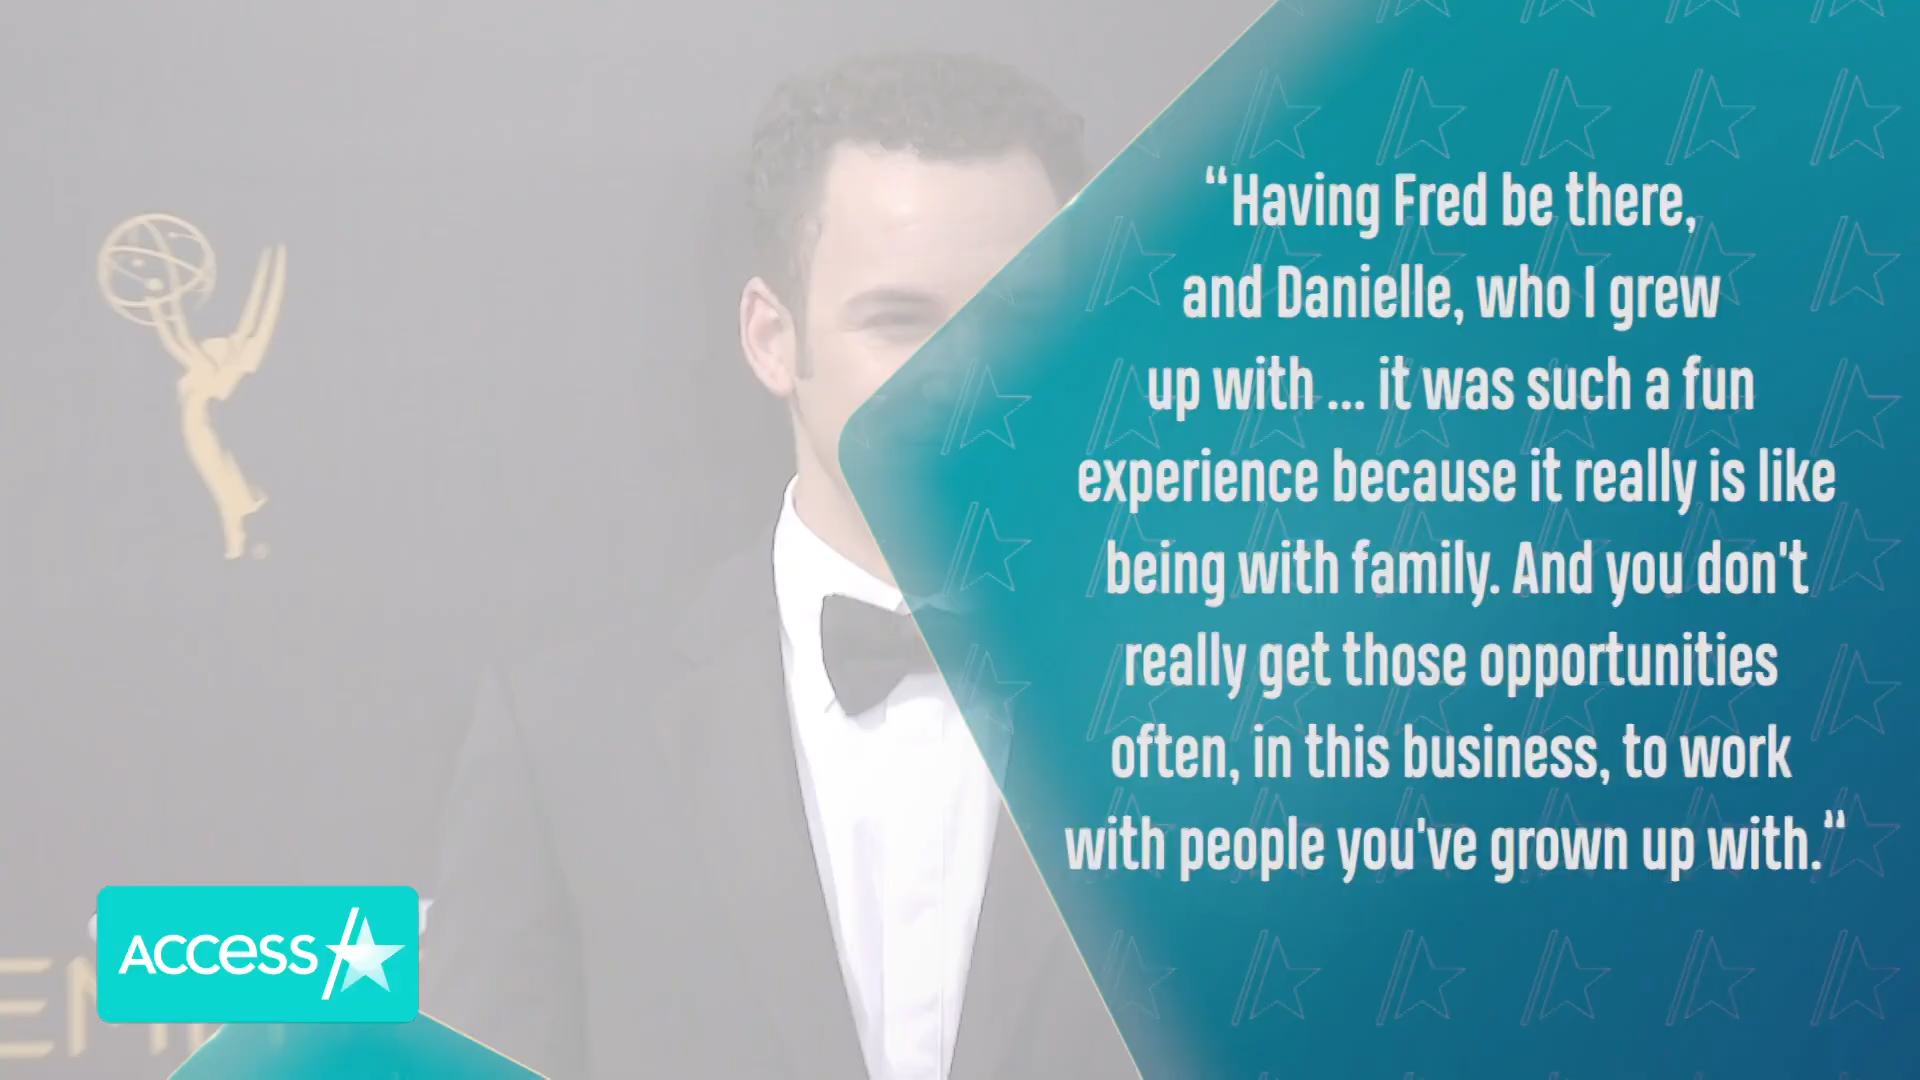 “Having Fred be there,
and Danielle, who I grew
up with ... it was such a fun
experience because it really is like
being with family. And you don't
really get those opportunities
often, in this business, to work
with people you've grown up with.“
ACCESS
EM